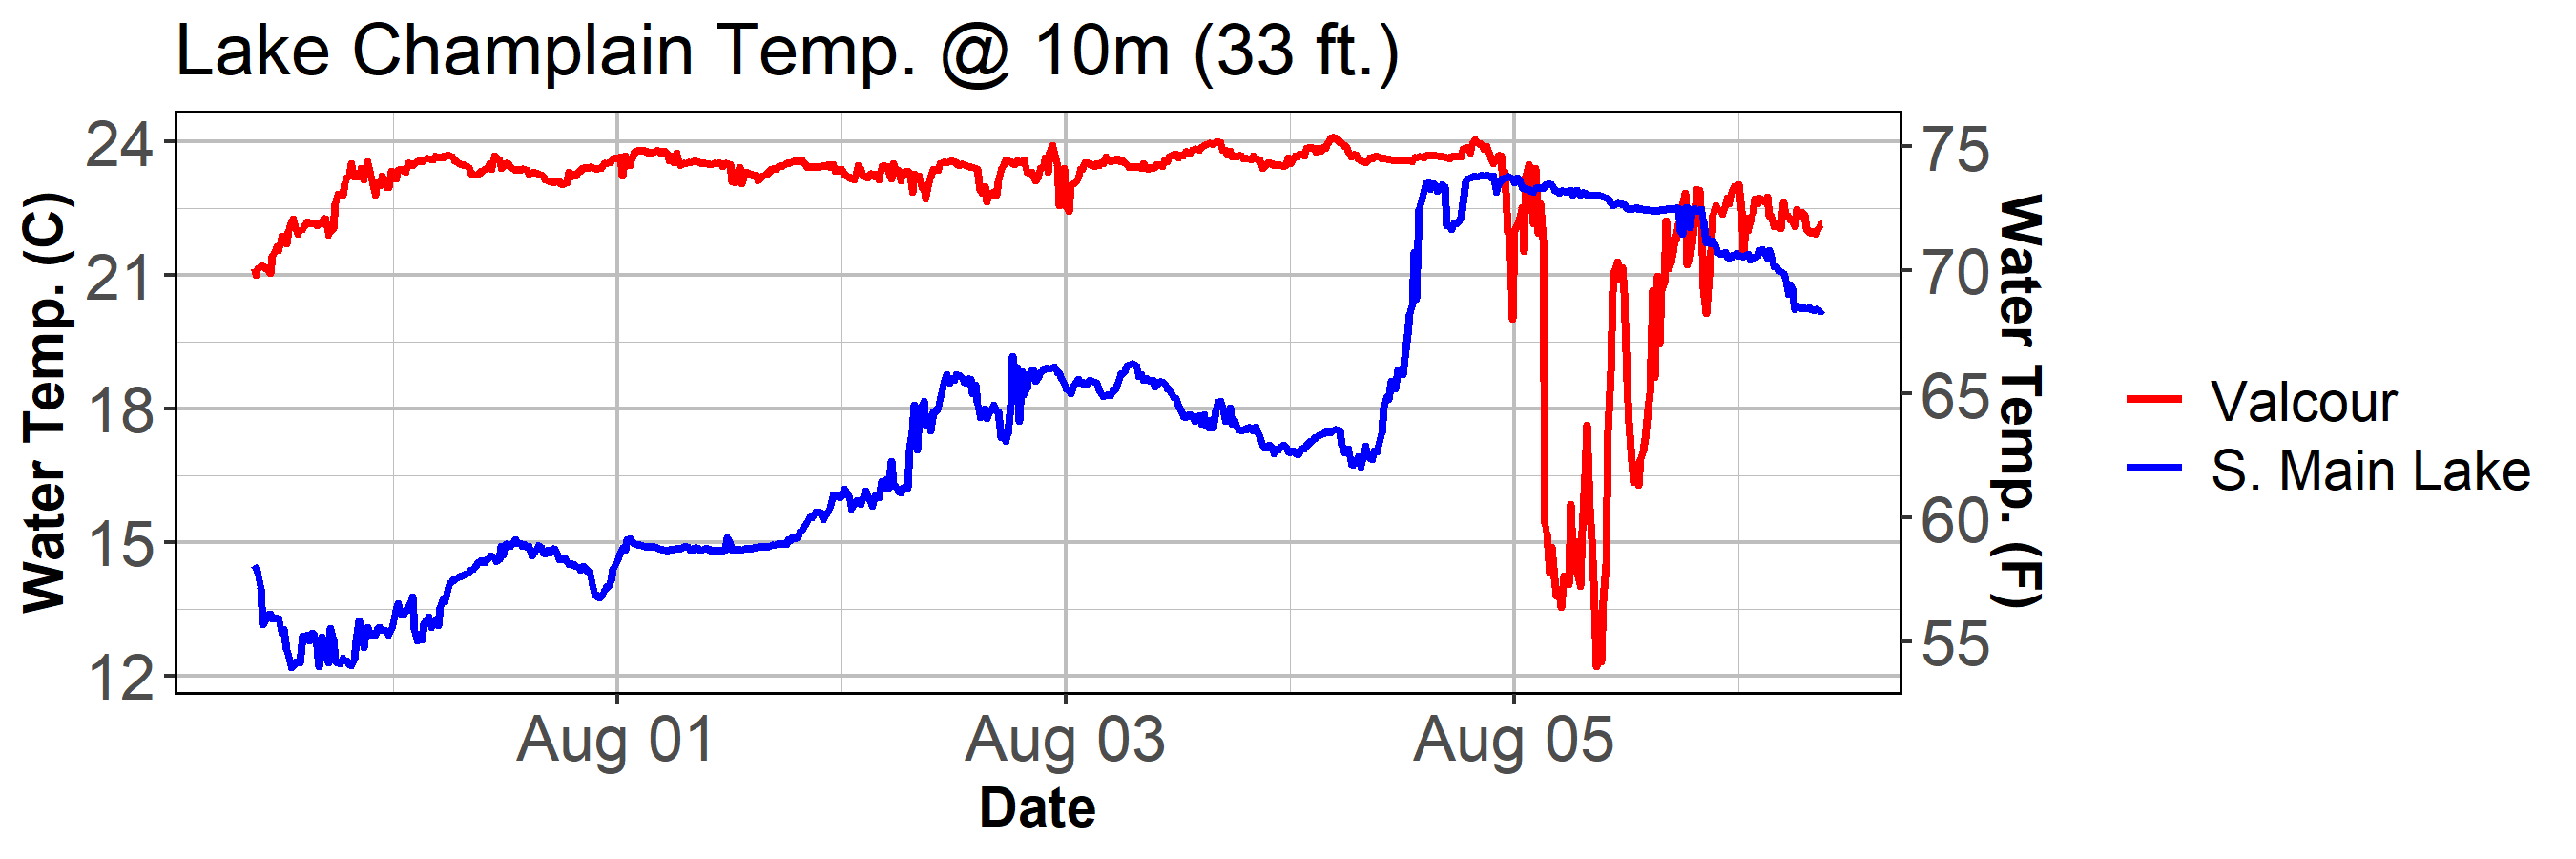 Lake Champlain Temp. @ 10m (33 ft.)
Water Temp. (C)
24
21
18
15
12
75
70
65
60
55
Water Temp. (F)
Aug 01
Aug 03
Aug 05
Date
Valcour
S. Main Lake